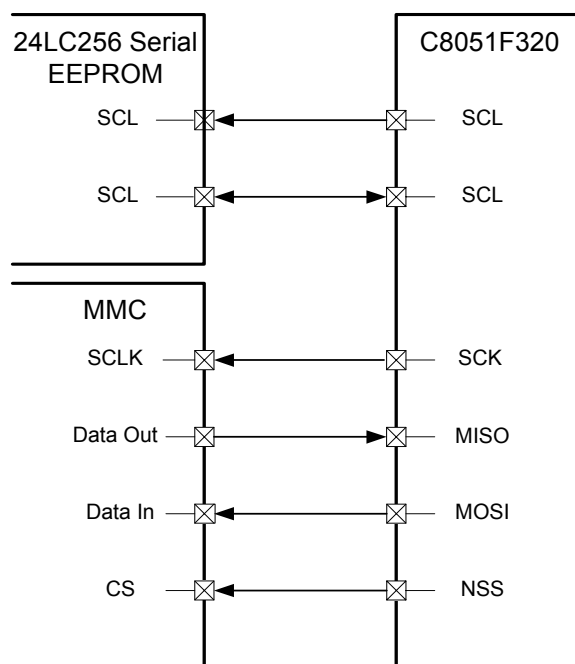 24LC256 Serial
EEPROM
C8051F320
SCL
SCL
SCL
SCL
MMC
SCLK
SCK
Data Out
MISO
Data In
MOSI
CS
NSS